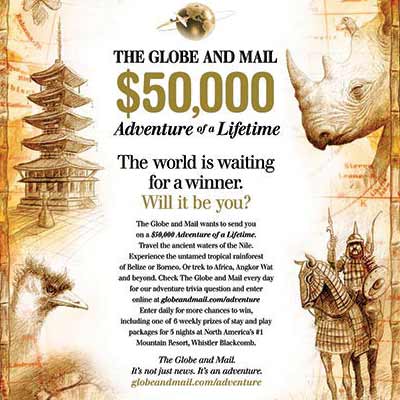 THE GLOBE AND MAIL
$50,000
Adventure of a Lifetime
The world is waiting
for a winner.
Will it be you?
The Globe and Mail wants to send you
on a $50,000 Adventure of a Lifetime.
Travel the ancient waters of the Nile.
Experience the untamed tropical rainforest
of Belize or Borneo. Or trek to Africa, Angkor Wat
and beyond. Check The Globe and Mail every day
for our adventure trivia question and enter
online at globeandmail.com/adventure
Enter daily for more chances to win,
including one of 6 weekly prizes of stay and play
packages for 5 nights at North America's #1
Mountain Resort, Whistler Blackcomb.
The Globe and Mail.
It's not just news. It's an adventure.
globeandmail.com/adventure